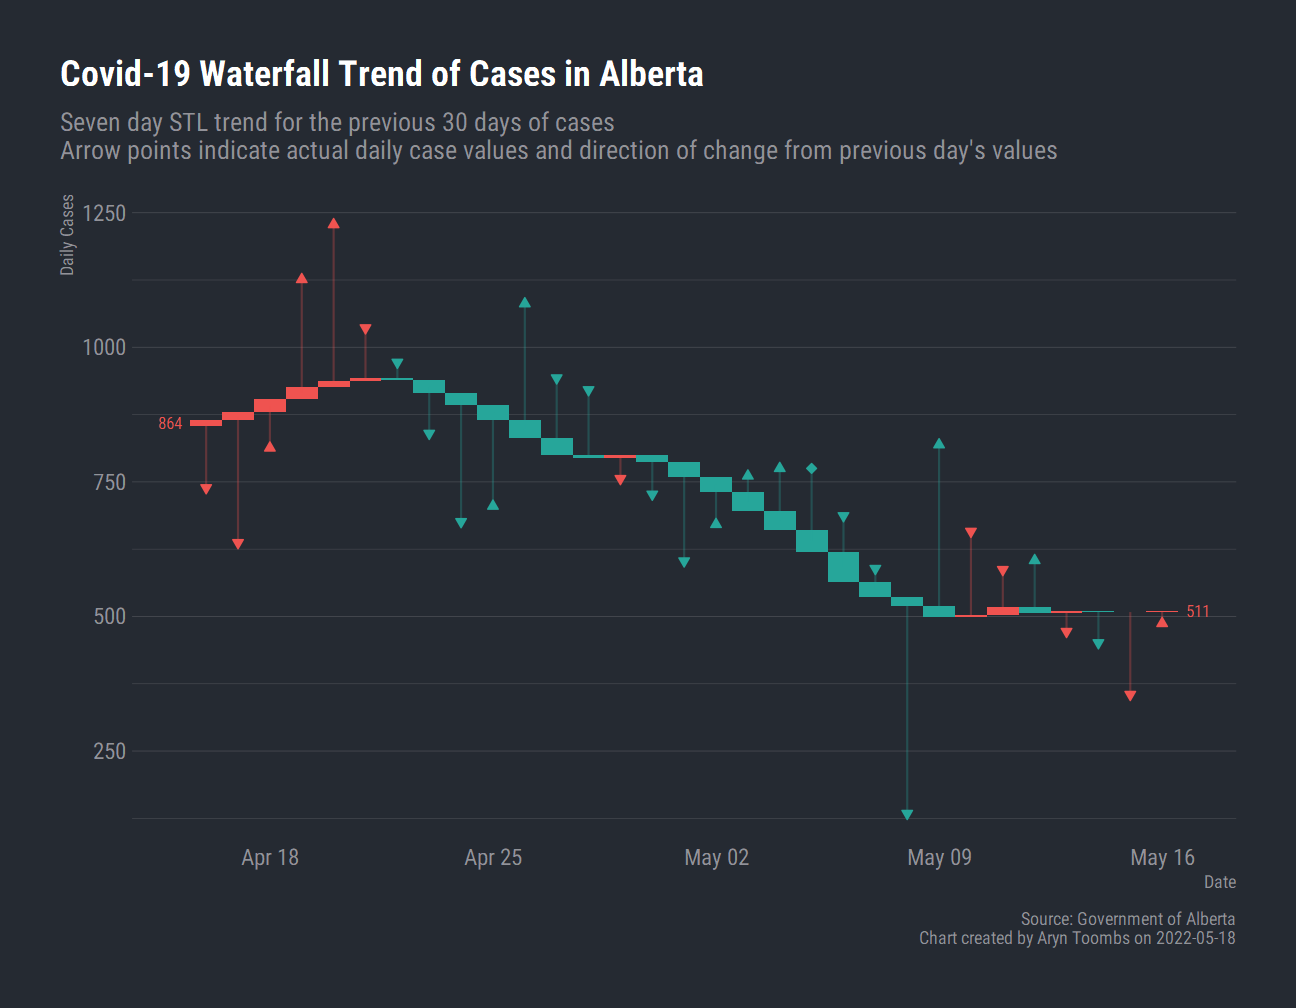 Covid-19 Waterfall Trend of Cases in Alberta
Seven day STL trend for the previous 30 days of cases
Arrow points indicate actual daily case values and direction of change from previous day's values
Daily Cases
1250
1000
750
500
250
864
511
Apr 18
Apr 25
May 02
May 09
May 16
Date
Source: Government of Alberta
Chart created by Aryn Toombs on 2022-05-18